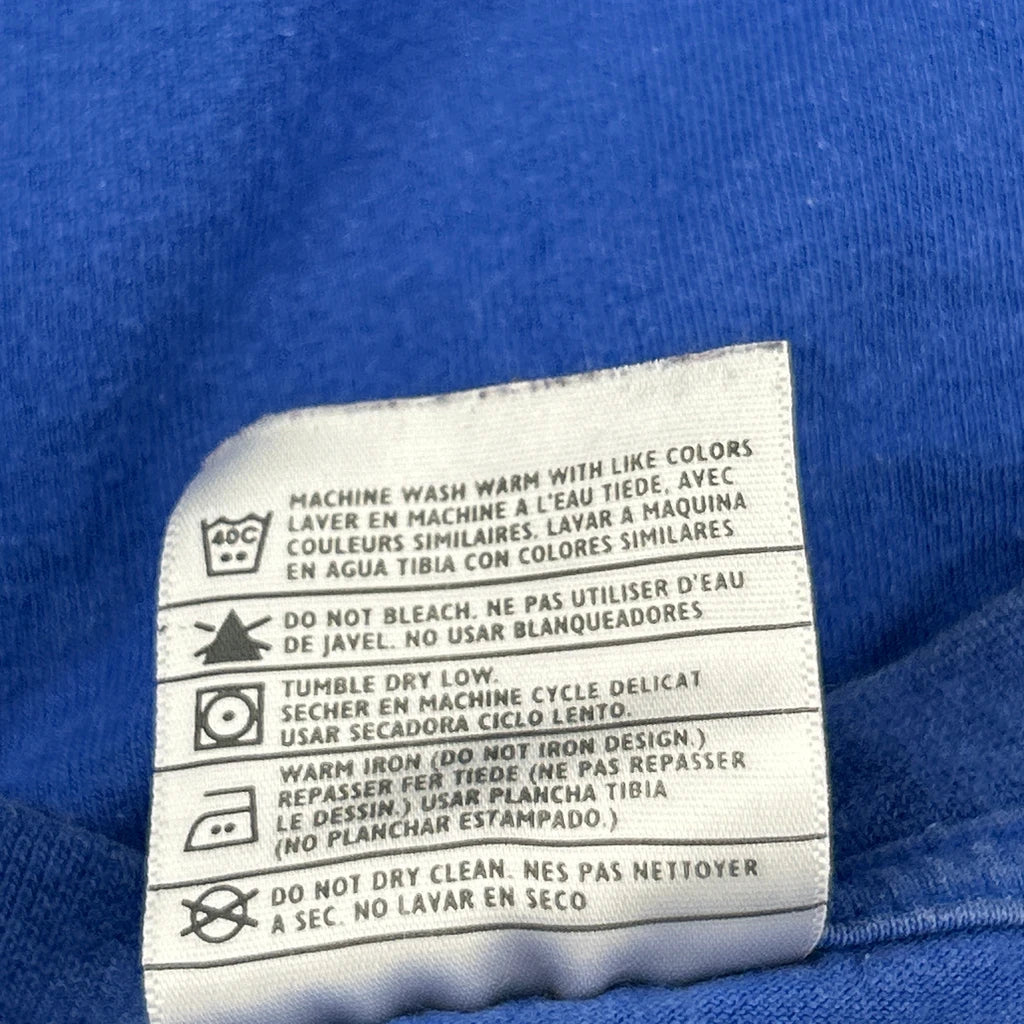 40C
MACHINE WASH WARM WITH LIKE COLORS
LAVER EN MACHINE A L'EAU TIEDE, AVEC
COULEURS SIMILAIRES. LAVAR A MAQUINA
EN AGUA TIBIA CON COLORES SIMILARES
DO NOT BLEACH. NE PAS UTILISER D'EAU
DE JAVEL. NO USAR BLANQUEADORES
TUMBLE DRY LOW.
SECHER EN MACHINE CYCLE DELICAT
USAR SECADORA CICLO LENTO.
WARM IRON (DO NOT IRON DESIGN.)
REPASSER FER TIEDE (NE PAS REPASSER
LE DESSIN.) USAR PLANCHA TIBIA
(NO PLANCHAR ESTAMPADO.)
DO NOT DRY CLEAN. NES PAS NETTOYER
A SEC. NO LAVAR EN SECO